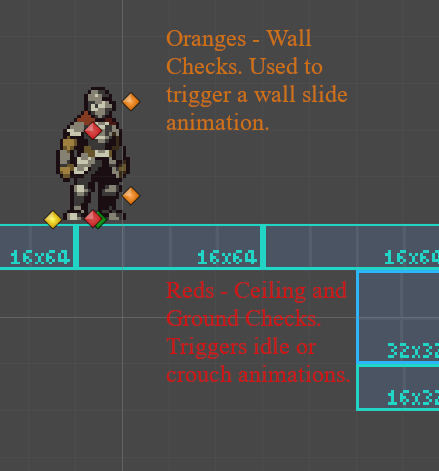 Oranges - Wall
Checks. Used to
trigger a wall slide
animation.
16x64
16x64
16x64
Reds - Ceiling and
Ground Checks.
Triggers idle or
crouch animations.
32x32
16x32